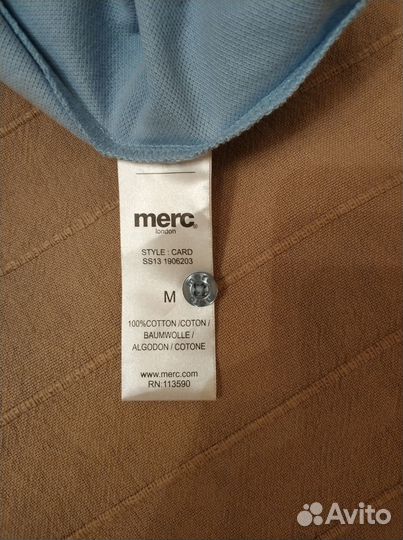 merc®
london
STYLE : CARD
SS13 1906203
M
100%COTTON /COTON /
BAUMWOLLE /
ALGODON / COTONE
www.merc.com
RN:113590
Avito